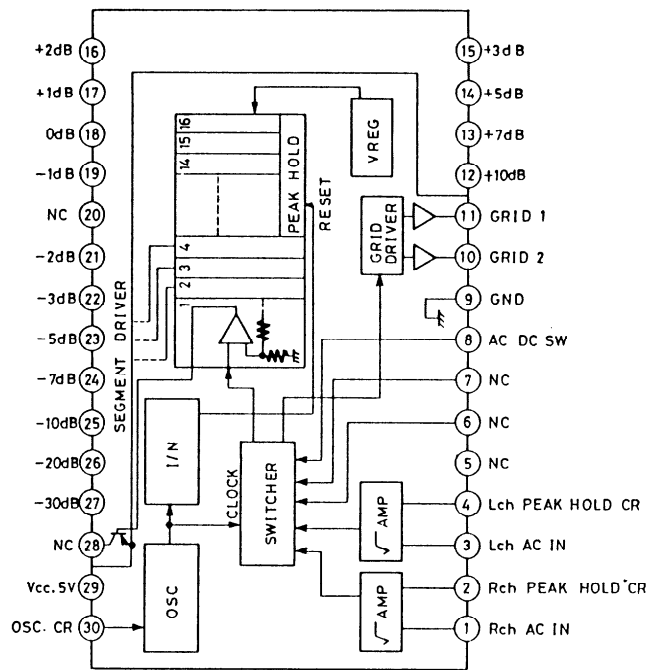 +2dB 16
+1dB 17
0dB 18
-1dB 19
NC 20
-2dB 21
-3dB 22
-5dB 23
-7dB 24
-10dB 25
-20dB 26
-30dB 27
NC 28
Vcc.5V 29
OSC. CR 30
SEGMENT DRIVER
16
15
14
4
3
2
1
PEAK HOLD
RESET
VREG
GRID DRIVER
I/N
CLOCK
SWITCHER
OSC
√AMP
√AMP
15 +3dB
14 +5dB
13 +7dB
12 +10dB
11 GRID 1
10 GRID 2
9 GND
8 AC DC SW
7 NC
6 NC
5 NC
4 Lch PEAK HOLD CR
3 Lch AC IN
2 Rch PEAK HOLD CR
1 Rch AC IN